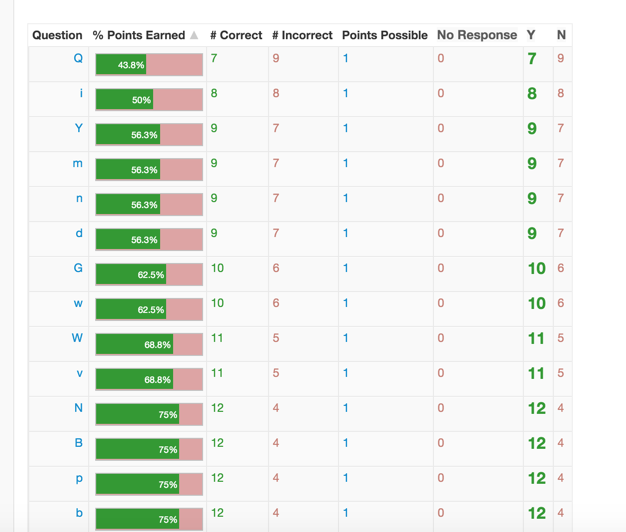 Question % Points Earned ▲ # Correct # Incorrect Points Possible No Response Y N
Q 43.8% 7 9 1 0 7 9
i 50% 8 8 1 0 8 8
Y 56.3% 9 7 1 0 9 7
m 56.3% 9 7 1 0 9 7
n 56.3% 9 7 1 0 9 7
d 56.3% 9 7 1 0 9 7
G 62.5% 10 6 1 0 10 6
w 62.5% 10 6 1 0 10 6
W 68.8% 11 5 1 0 11 5
v 68.8% 11 5 1 0 11 5
N 75% 12 4 1 0 12 4
B 75% 12 4 1 0 12 4
p 75% 12 4 1 0 12 4
b 75% 12 4 1 0 12 4